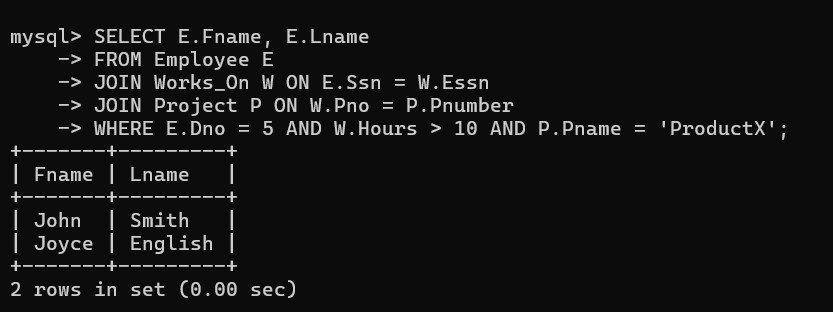 mysql> SELECT E.Fname, E.Lname
    -> FROM Employee E
    -> JOIN Works_On W ON E.Ssn = W.Essn
    -> JOIN Project P ON W.Pno = P.Pnumber
    -> WHERE E.Dno = 5 AND W.Hours > 10 AND P.Pname = 'ProductX';
+-------+---------+
| Fname | Lname   |
+-------+---------+
| John  | Smith   |
| Joyce | English |
+-------+---------+
2 rows in set (0.00 sec)